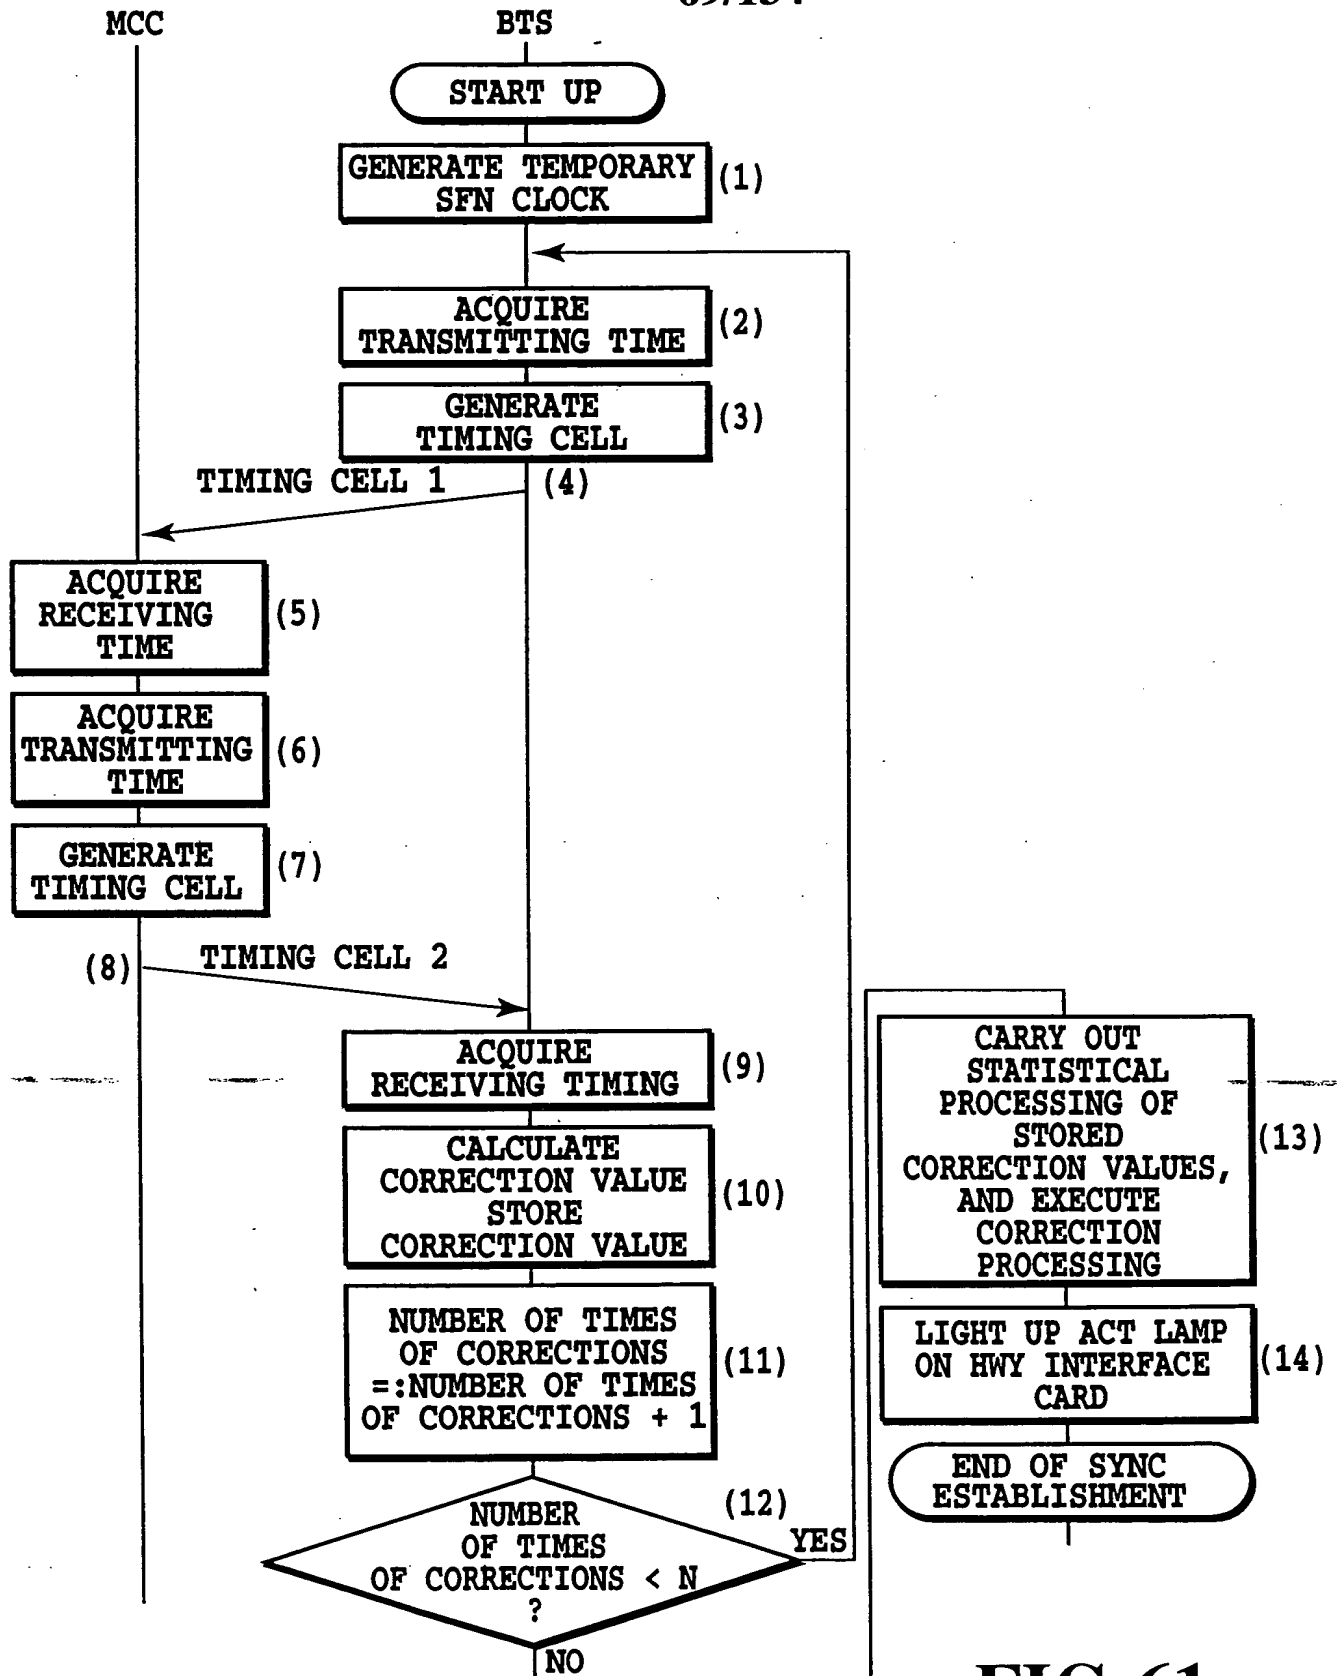 MCC
BTS
START UP
GENERATE TEMPORARY
SFN CLOCK
(1)
ACQUIRE
TRANSMITTING TIME
(2)
GENERATE
TIMING CELL
(3)
TIMING CELL 1
(4)
ACQUIRE
RECEIVING
TIME
(5)
ACQUIRE
TRANSMITTING
TIME
(6)
GENERATE
TIMING CELL
(7)
(8)
TIMING CELL 2
ACQUIRE
RECEIVING TIMING
(9)
CALCULATE
CORRECTION VALUE
STORE
CORRECTION VALUE
(10)
NUMBER OF TIMES
OF CORRECTIONS
=:NUMBER OF TIMES
OF CORRECTIONS + 1
(11)
NUMBER
OF TIMES
OF CORRECTIONS < N
?
(12)
YES
NO
CARRY OUT
STATISTICAL
PROCESSING OF
STORED
CORRECTION VALUES,
AND EXECUTE
CORRECTION
PROCESSING
(13)
LIGHT UP ACT LAMP
ON HWY INTERFACE
CARD
(14)
END OF SYNC
ESTABLISHMENT